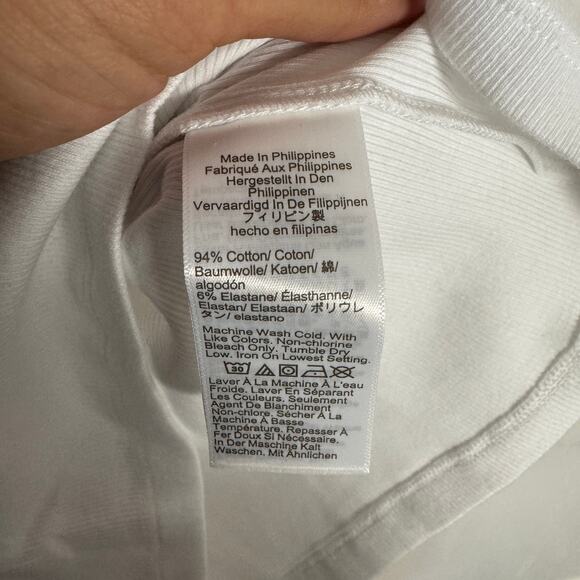 Made In Philippines
Fabriqué Aux Philippines
Hergestellt In Den
Philippinen
Vervaardigd In De Filippijnen
フィリピン製
hecho en filipinas
94% Cotton/ Coton/
Baumwolle/ Katoen/ 綿/
algodón
6% Elastane/ Élasthanne/
Elastan/ Elastaan/ ポリウレ
タン/ elastano
Machine Wash Cold. With
Like Colors. Non-chlorine
Bleach Only. Tumble Dry
Low. Iron On Lowest Setting.
30
Laver À La Machine À L'eau
Froide. Laver En Séparant
Les Couleurs. Seulement
Agent De Blanchiment
Non-chlore. Sécher À La
Machine À Basse
Température. Repasser À
Fer Doux Si Nécessaire.
In Der Maschine Kalt
Waschen. Mit Ähnlichen